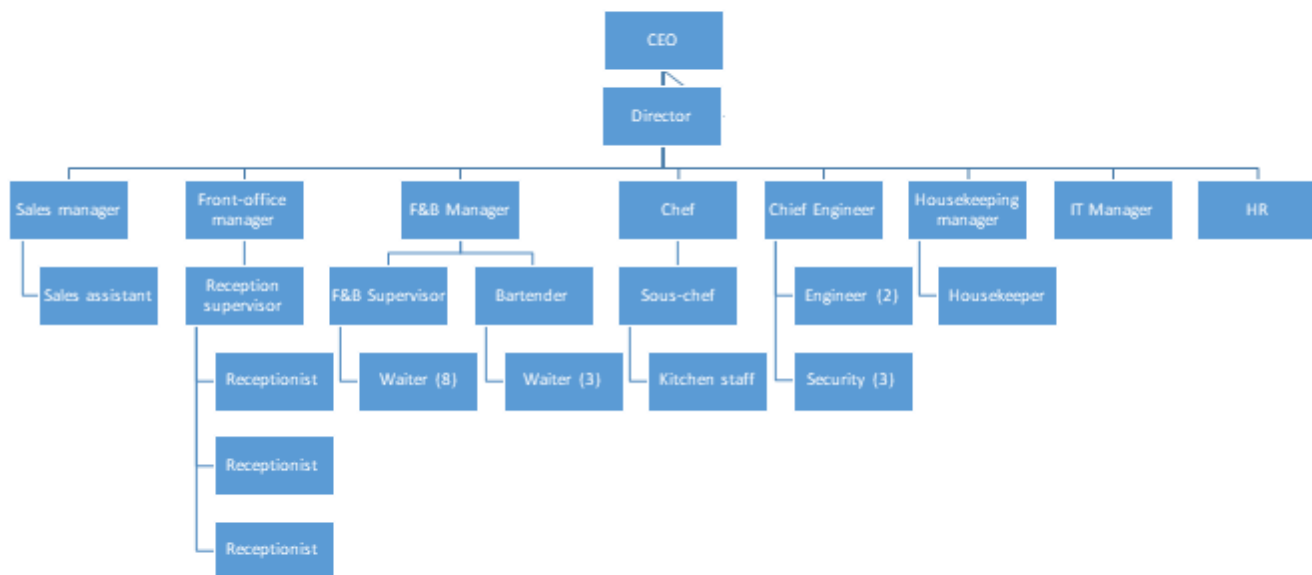 CEO
Director
Sales manager
Front-office
manager
F&B Manager
Chef
Chief Engineer
Housekeeping
manager
IT Manager
HR
Sales assistant
Reception
supervisor
F&B Supervisor
Bartender
Sous-chef
Engineer (2)
Housekeeper
Receptionist
Waiter (8)
Waiter (3)
Kitchen staff
Security (3)
Receptionist
Receptionist